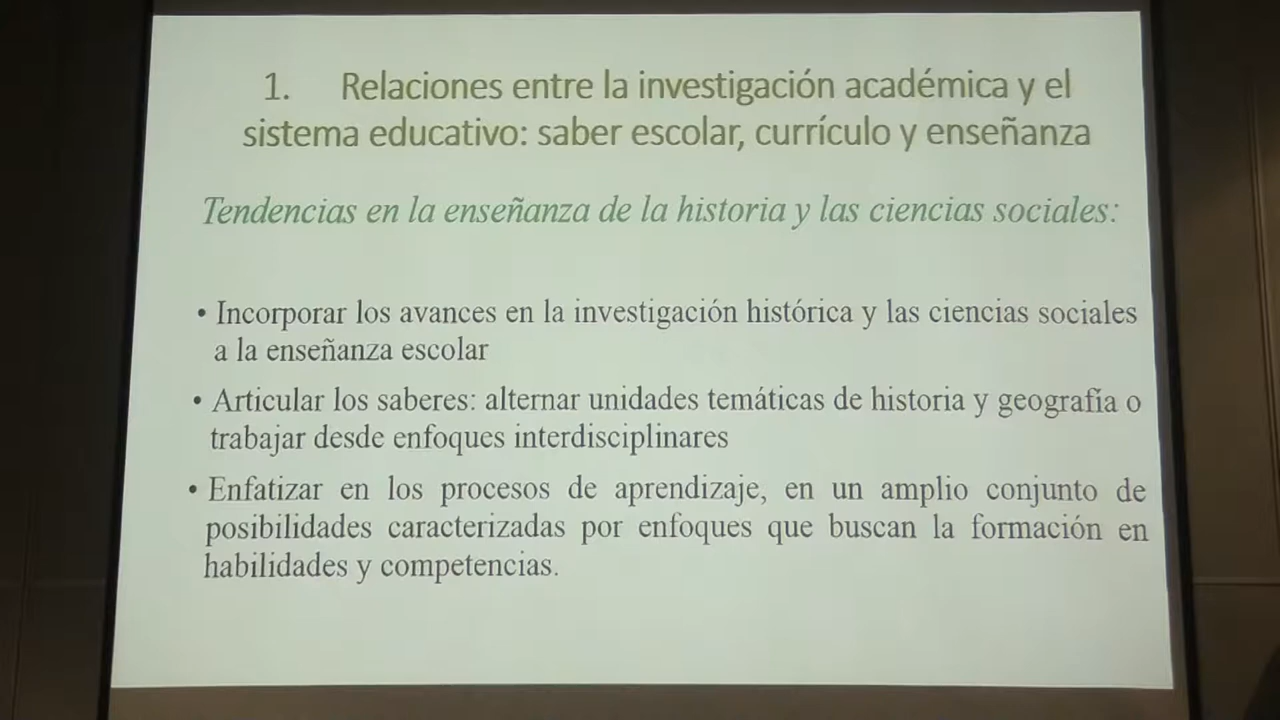 1. Relaciones entre la investigación académica y el
sistema educativo: saber escolar, currículo y enseñanza
Tendencias en la enseñanza de la historia y las ciencias sociales:
• Incorporar los avances en la investigación histórica y las ciencias sociales
a la enseñanza escolar
• Articular los saberes: alternar unidades temáticas de historia y geografía o
trabajar desde enfoques interdisciplinares
• Enfatizar en los procesos de aprendizaje, en un amplio conjunto de
posibilidades caracterizadas por enfoques que buscan la formación en
habilidades y competencias.